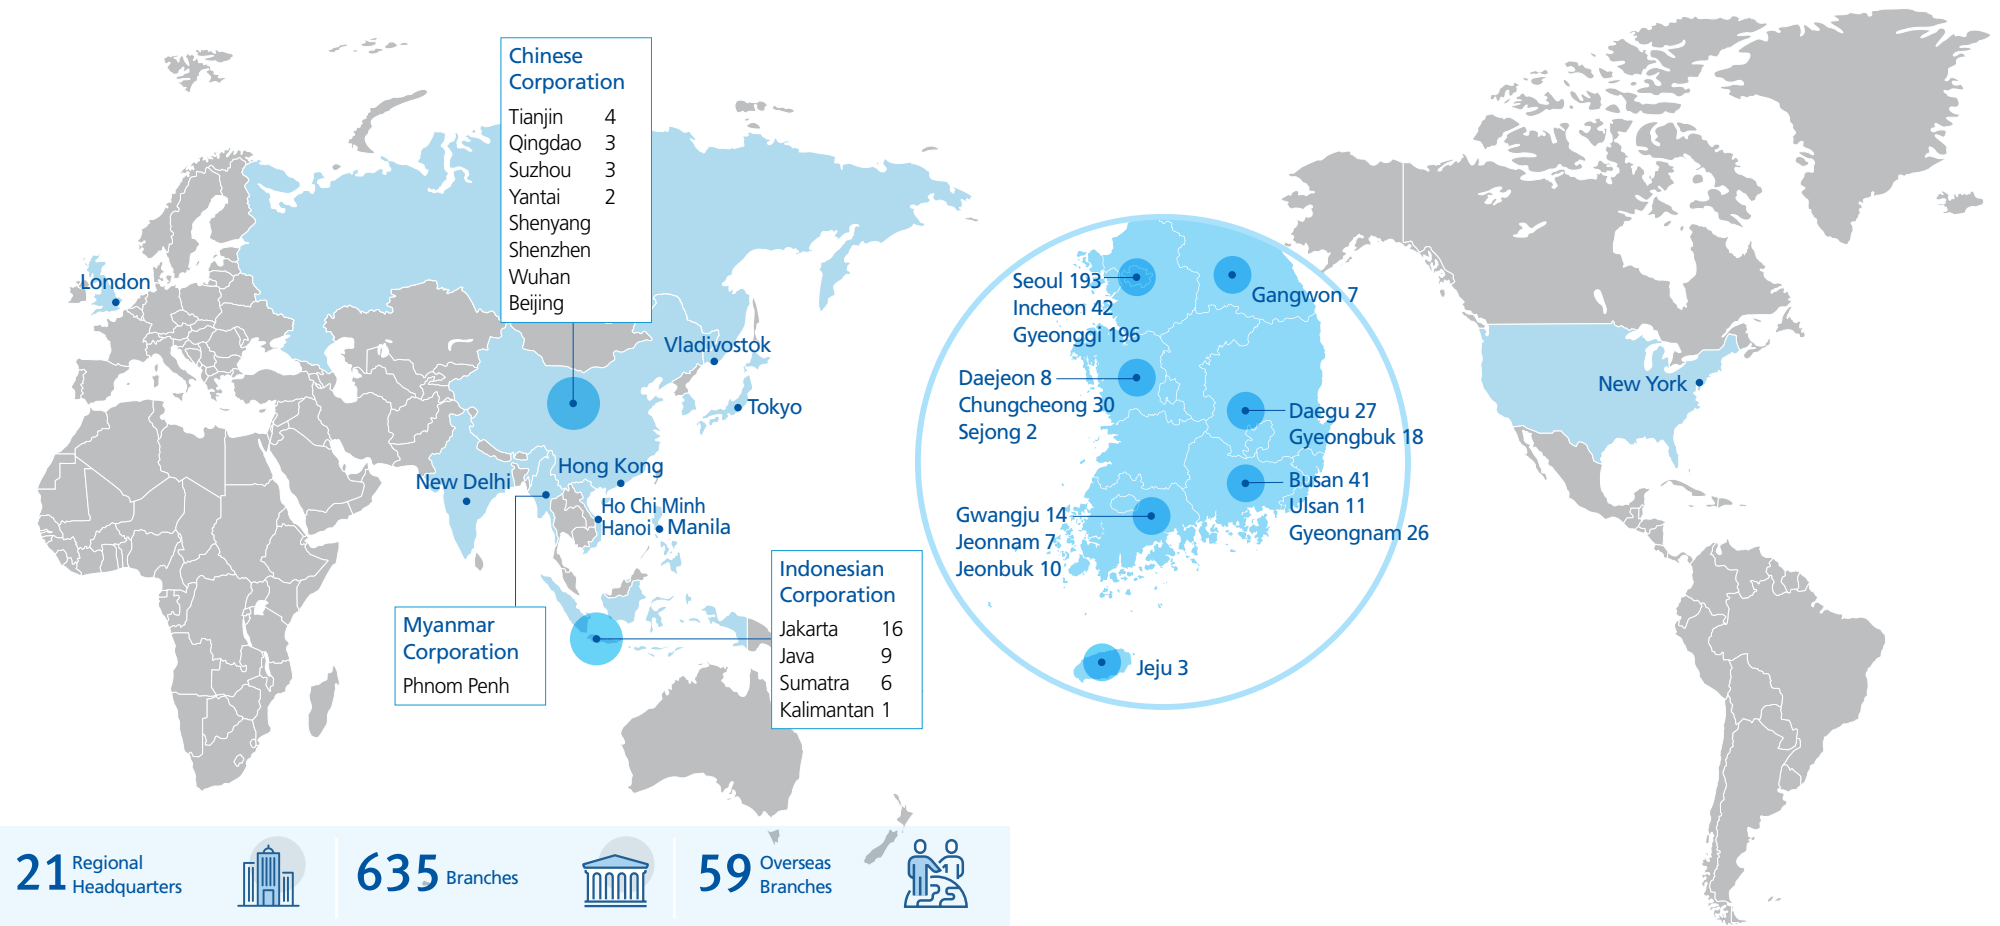 Chinese
Corporation
Tianjin 4
Qingdao 3
Suzhou 3
Yantai 2
Shenyang
Shenzhen
Wuhan
Beijing
London
Vladivostok
Tokyo
New Delhi
Hong Kong
Ho Chi Minh
Hanoi
Manila
Myanmar
Corporation
Phnom Penh
Indonesian
Corporation
Jakarta 16
Java 9
Sumatra 6
Kalimantan 1
Seoul 193
Incheon 42
Gyeonggi 196
Gangwon 7
Daejeon 8
Chungcheong 30
Sejong 2
Daegu 27
Gyeongbuk 18
Busan 41
Ulsan 11
Gyeongnam 26
Gwangju 14
Jeonnam 7
Jeonbuk 10
Jeju 3
New York
21 Regional
Headquarters
635 Branches
59 Overseas
Branches